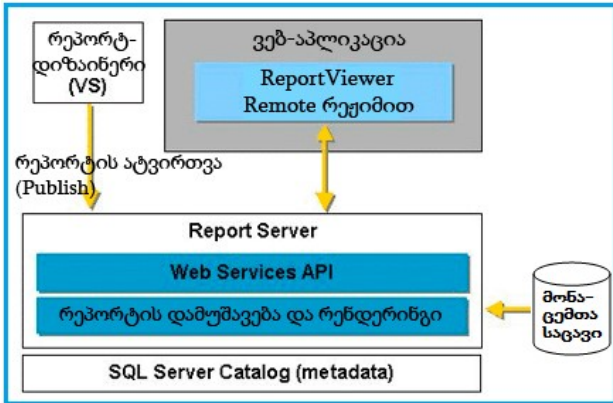 რეპორტ-
დიზაინერი
(VS)
ვებ-აპლიკაცია
ReportViewer
Remote რეჟიმით
რეპორტის ატვირთვა
(Publish)
Report Server
Web Services API
რეპორტის დამუშავება და რენდერინგი
მონა-
ცემთა
საცავი
SQL Server Catalog (metadata)